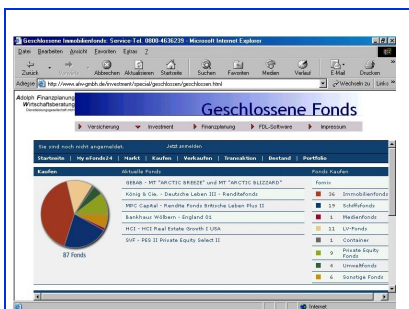 Geschlossene Immobilienfonds: Service-Tel. 0800-4636239 - Microsoft Internet Explorer
Datei Bearbeiten Ansicht Favoriten Extras ?
Zurück Vorwärts Abbrechen Aktualisieren Startseite Suchen Favoriten Medien Verlauf E-Mail Drucken
Adresse http://www.afwgmbh.de/investment/special/geschlossen/geschlossen.html Wechseln zu Links
Adolph Finanzplanung
Wirtschaftsberatung
Geschlossene Fonds
Versicherung Investment Finanzplanung FDL-Software Impressum
Sie sind noch nicht angemeldet. Jetzt anmelden
Startseite | My eFonds24 | Markt | Kaufen | Verkaufen | Transaktion | Bestand | Portfolio
Kaufen Aktuelle Fonds Fonds Kaufen
GEBAB - MT "ARCTIC BREEZE" und MT "ARCTIC BLIZZARD"
König & Cie. - Deutsche Leben III - Renditefonds
MPC Capital - Rendite Fonds Britische Leben Plus II
Bankhaus Wölbern - England 01
HCI - HCI Real Estate Growth I USA
SVF - PES II Private Equity Select II
87 Fonds
36 Immobilienfonds
19 Schiffsfonds
1 Medienfonds
11 LV-Fonds
1 Container
9 Private Equity Fonds
4 Umweltfonds
6 Sonstige Fonds
Internet